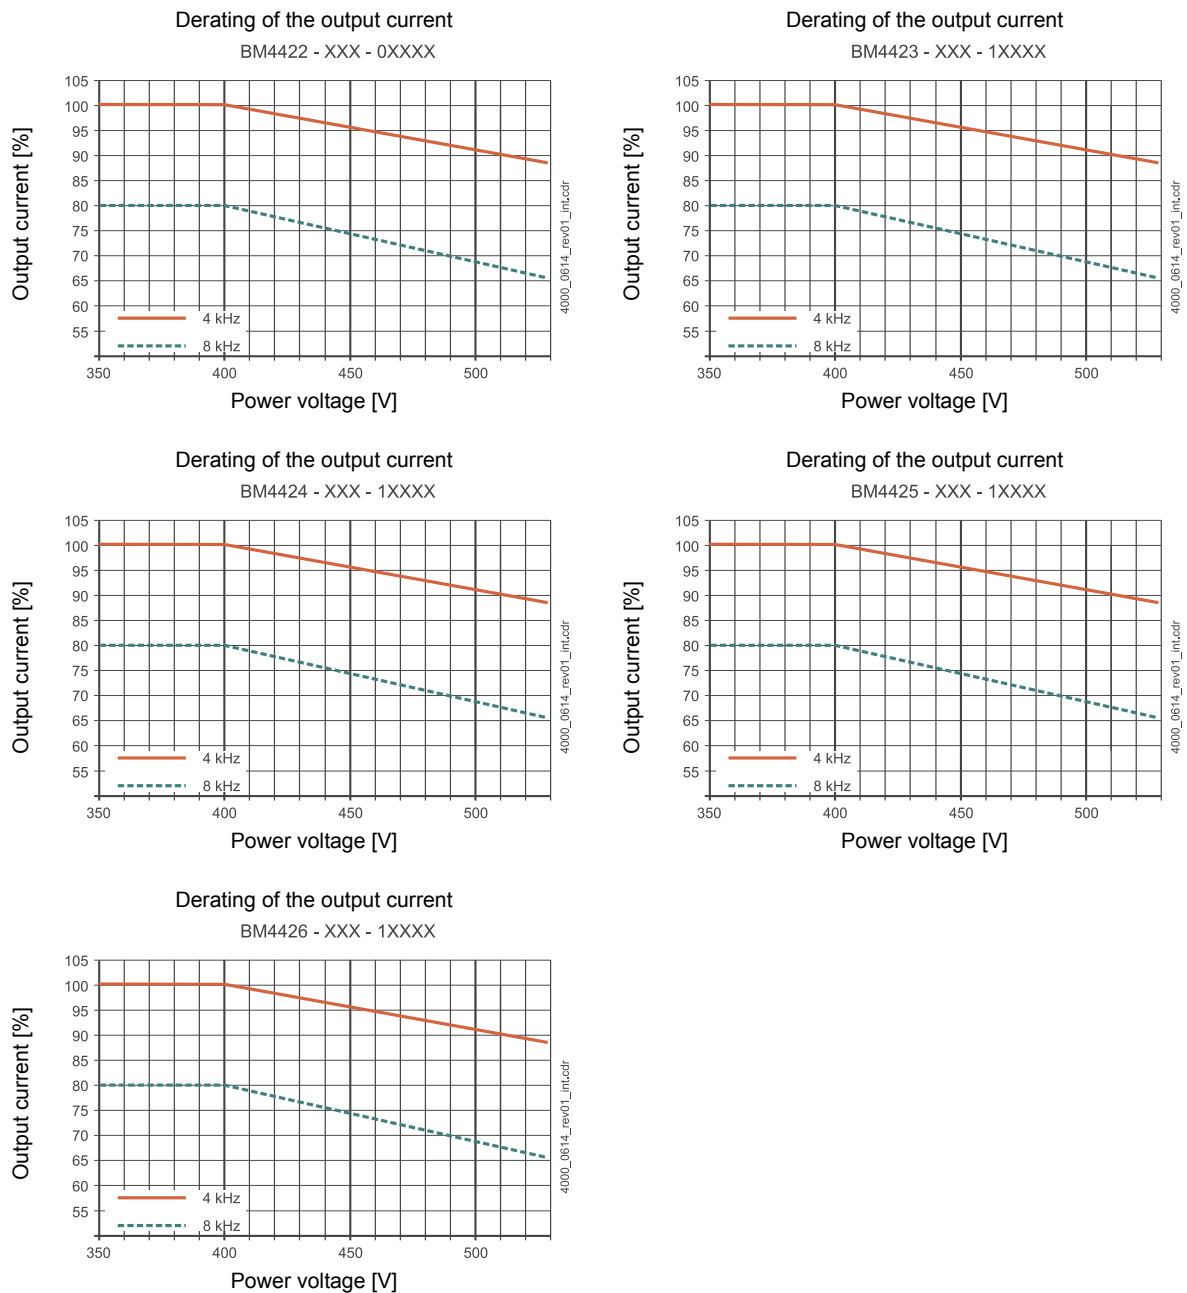 Derating of the output current
BM4422 - XXX - 0XXXX
Output current [%]
105
100
95
90
85
80
75
70
65
60
55
4 kHz
8 kHz
350
400
450
500
Power voltage [V]
4000_0614_rev01_int.cdr
Derating of the output current
BM4423 - XXX - 1XXXX
Output current [%]
105
100
95
90
85
80
75
70
65
60
55
4 kHz
8 kHz
350
400
450
500
Power voltage [V]
4000_0614_rev01_int.cdr
Derating of the output current
BM4424 - XXX - 1XXXX
Output current [%]
105
100
95
90
85
80
75
70
65
60
55
4 kHz
8 kHz
350
400
450
500
Power voltage [V]
4000_0614_rev01_int.cdr
Derating of the output current
BM4425 - XXX - 1XXXX
Output current [%]
105
100
95
90
85
80
75
70
65
60
55
4 kHz
8 kHz
350
400
450
500
Power voltage [V]
4000_0614_rev01_int.cdr
Derating of the output current
BM4426 - XXX - 1XXXX
Output current [%]
105
100
95
90
85
80
75
70
65
60
55
4 kHz
8 kHz
350
400
450
500
Power voltage [V]
4000_0614_rev01_int.cdr